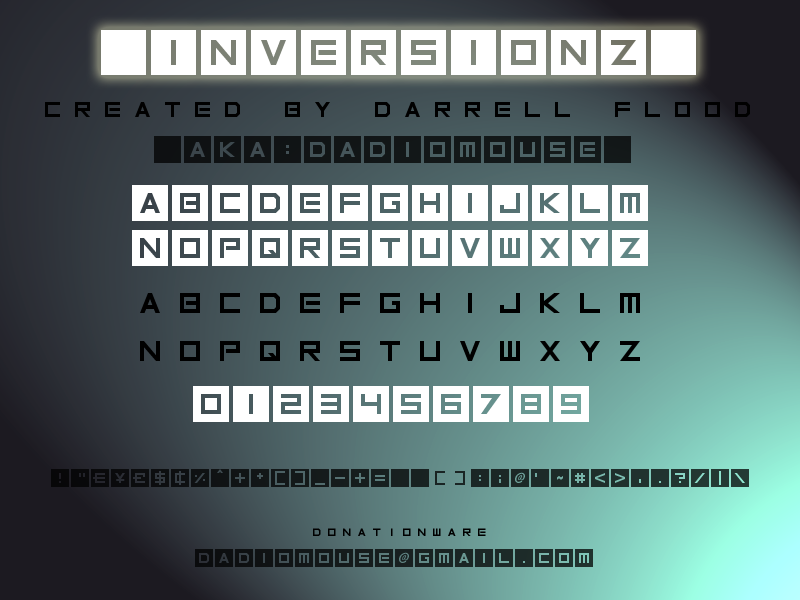 INVERSIONZ
CREATED BY DARRELL FLOOD
AKA:DADIOMOUSE
ABCDEFGHIJKLM
NOPQRSTUVWXYZ
ABCDEFGHIJKLM
NOPQRSTUVWXYZ
0123456789
!"€¥£$¢%^+*[]_-+= []:;@'~#<>,.?/|\
DONATIONWARE
DADIOMOUSE@GMAIL.COM